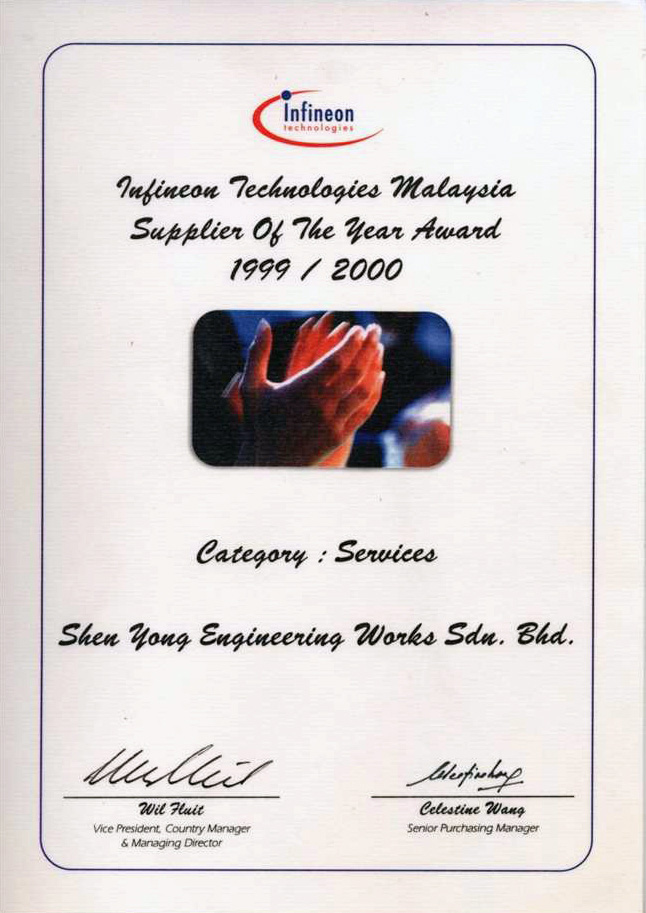 Infineon
technologies
Infineon Technologies Malaysia
Supplier Of The Year Award
1999 / 2000
Category : Services
Shen Yong Engineering Works Sdn. Bhd.
Wil Fluit
Vice President, Country Manager
& Managing Director
Celestine Wang
Senior Purchasing Manager